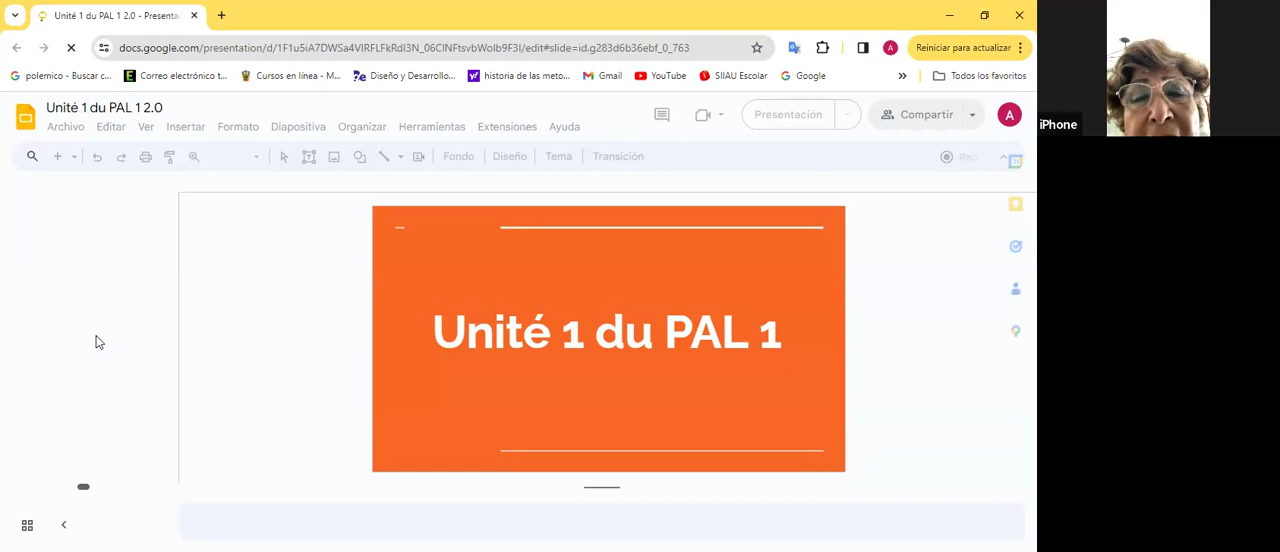 Unité 1 du PAL 1 2.0 - Presenta
docs.google.com/presentation/d/1F1u5iA7DWSa4VIRFLFkRdI3N_06ClNFtsvbWoIb9F3I/edit#slide=id.g283d6b36ebf_0_763
A
Reiniciar para actualizar
polemico - Buscar c...
Correo electrónico t...
Cursos en línea - M...
Diseño y Desarrollo...
historia de las meto...
Gmail
YouTube
SIIAU Escolar
Google
Todos los favoritos
Unité 1 du PAL 1 2.0
Archivo
Editar
Ver
Insertar
Formato
Diapositiva
Organizar
Herramientas
Extensiones
Ayuda
Presentación
Compartir
A
Fondo
Diseño
Tema
Transición
Rec
Unité 1 du PAL 1
iPhone